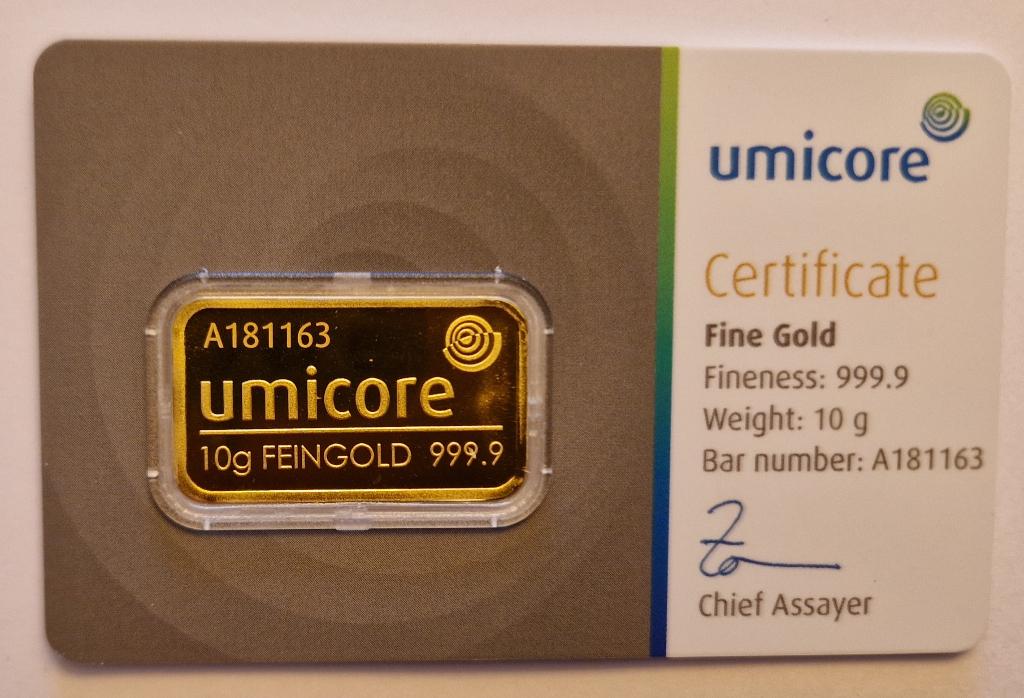 A181163
umicore
10g FEINGOLD 999.9
umicore
Certificate
Fine Gold
Fineness: 999.9
Weight: 10 g
Bar number: A181163
Chief Assayer